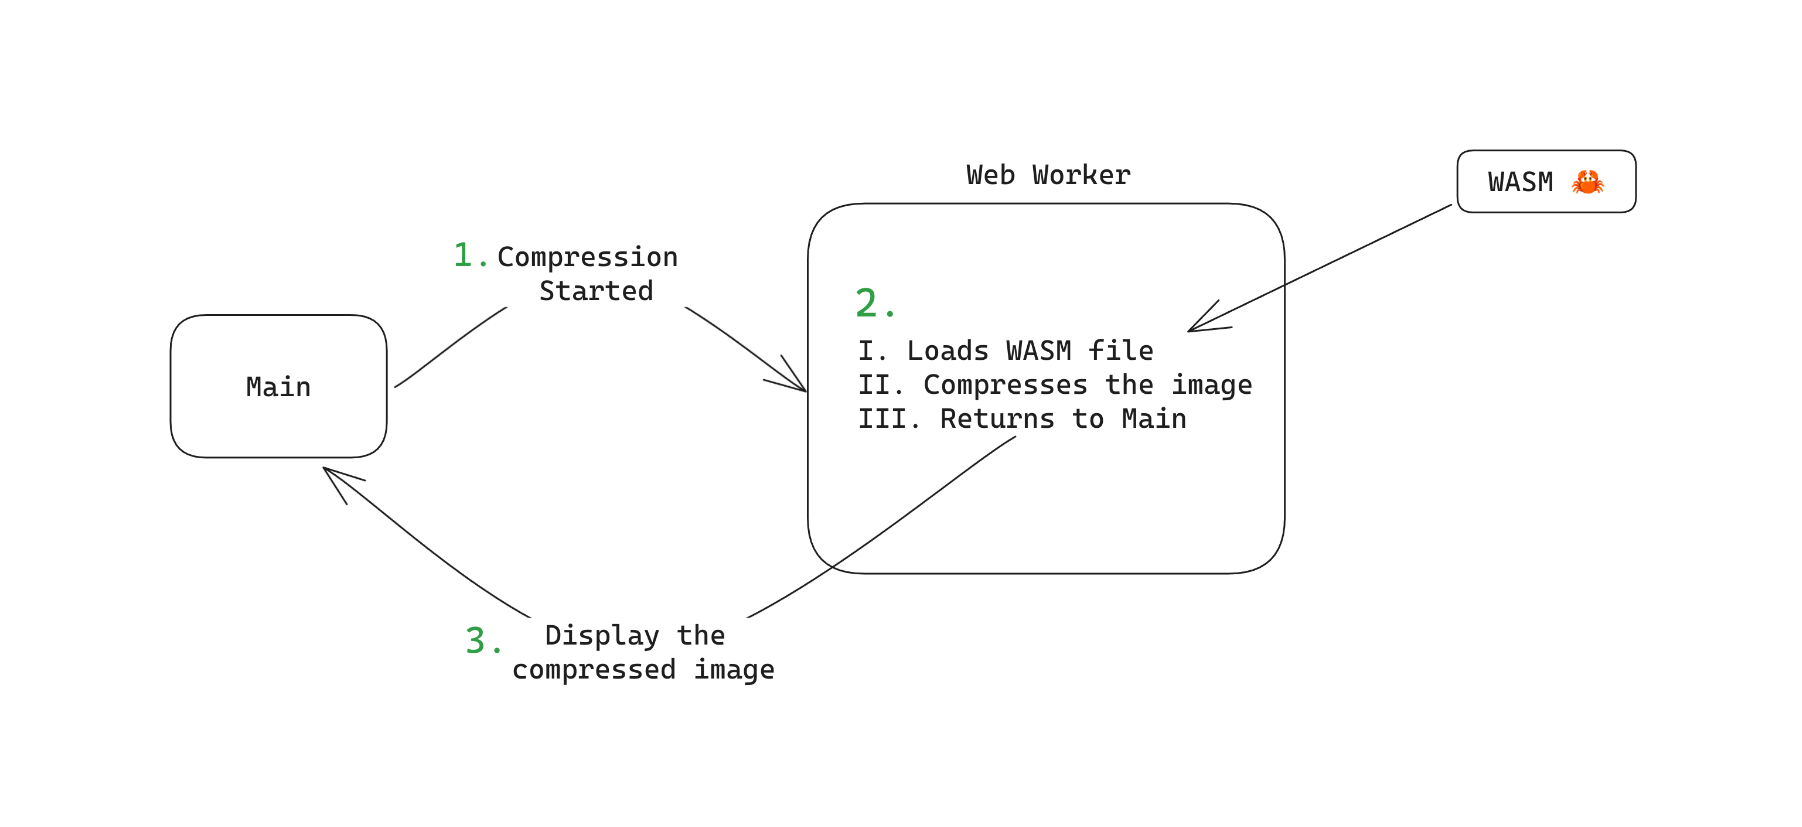 Web Worker
WASM 🦀
1. Compression
Started
Main
2.
I. Loads WASM file
II. Compresses the image
III. Returns to Main
3. Display the
compressed image